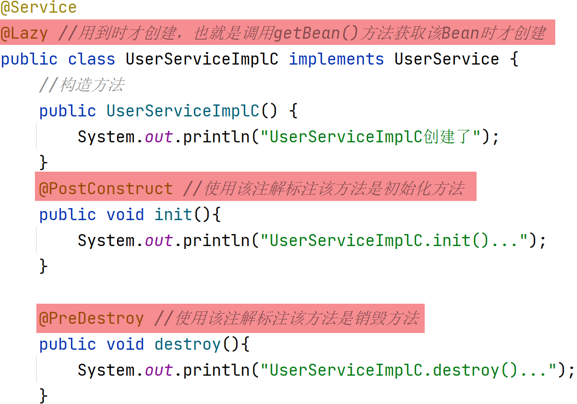 @Service
@Lazy //用到时才创建，也就是调用getBean()方法获取该Bean时才创建
public class UserServiceImplC implements UserService {
//构造方法
public UserServiceImplC() {
System.out.println("UserServiceImplC创建了");
}
@PostConstruct //使用该注解标注该方法是初始化方法
public void init(){
System.out.println("UserServiceImplC.init()...");
}
@PreDestroy //使用该注解标注该方法是销毁方法
public void destroy(){
System.out.println("UserServiceImplC.destroy()...");
}